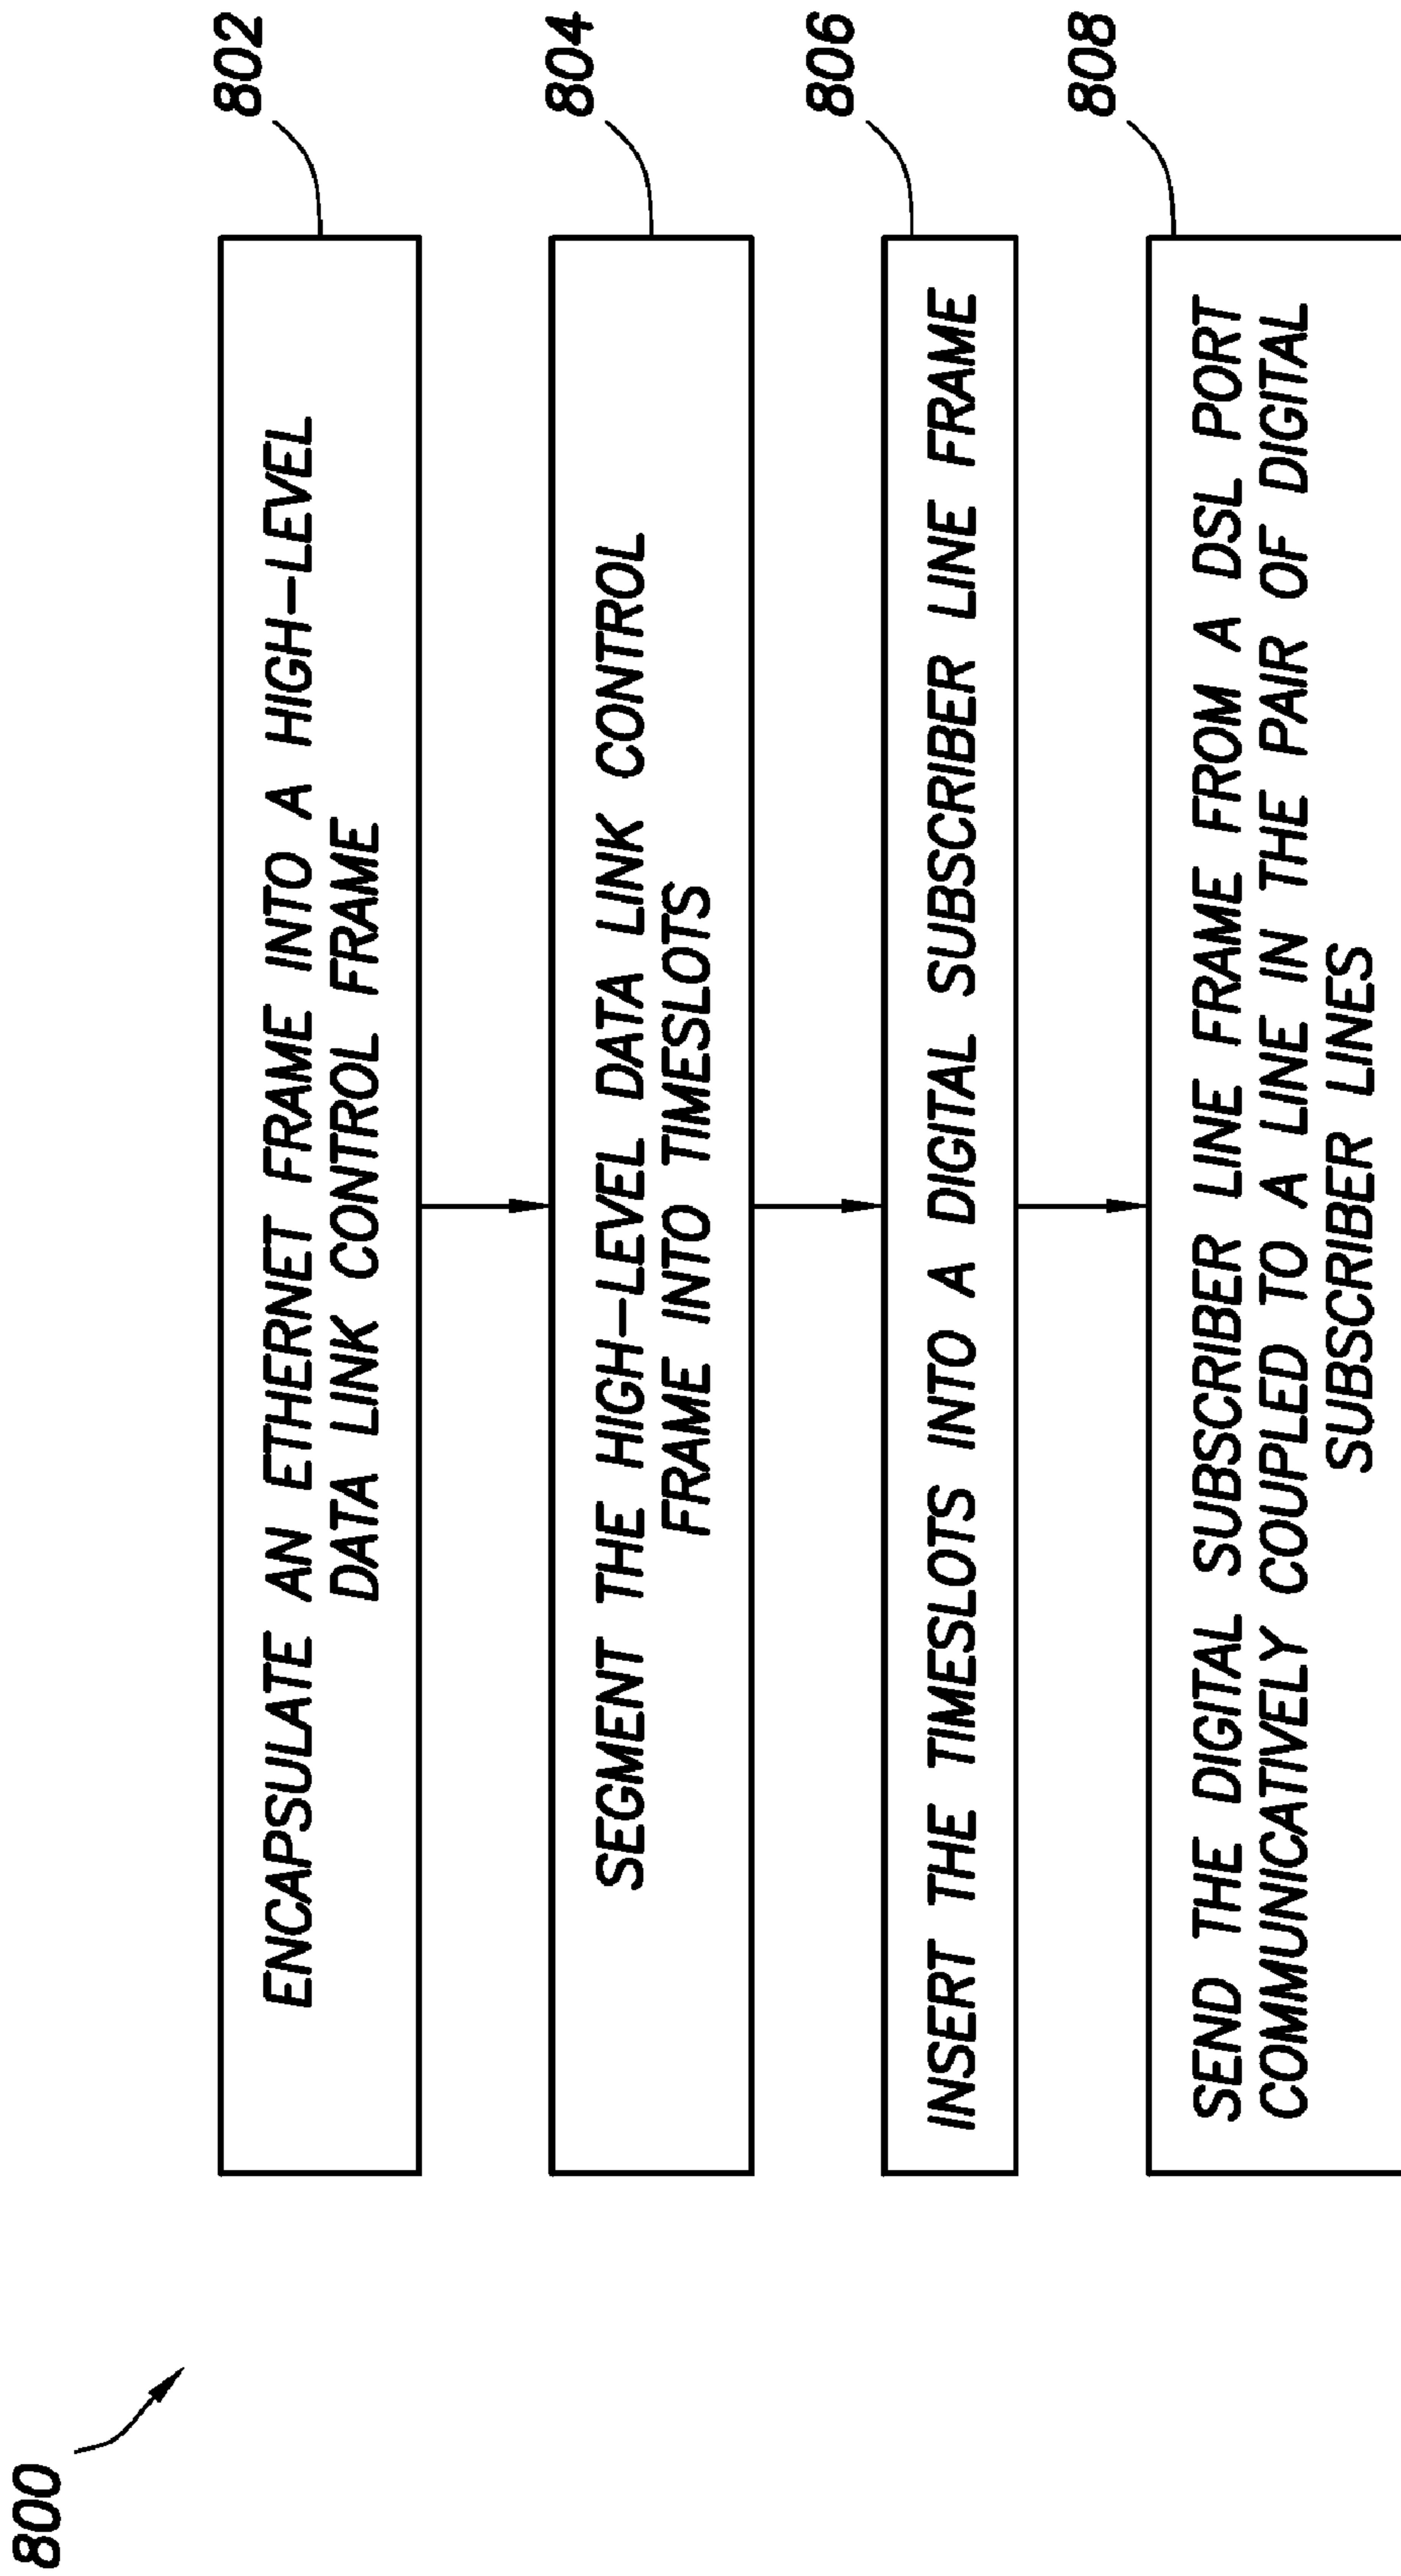 800
802
ENCAPSULATE AN ETHERNET FRAME INTO A HIGH-LEVEL
DATA LINK CONTROL FRAME
804
SEGMENT THE HIGH-LEVEL DATA LINK CONTROL
FRAME INTO TIMESLOTS
806
INSERT THE TIMESLOTS INTO A DIGITAL SUBSCRIBER LINE FRAME
808
SEND THE DIGITAL SUBSCRIBER LINE FRAME FROM A DSL PORT
COMMUNICATIVELY COUPLED TO A LINE IN THE PAIR OF DIGITAL
SUBSCRIBER LINES